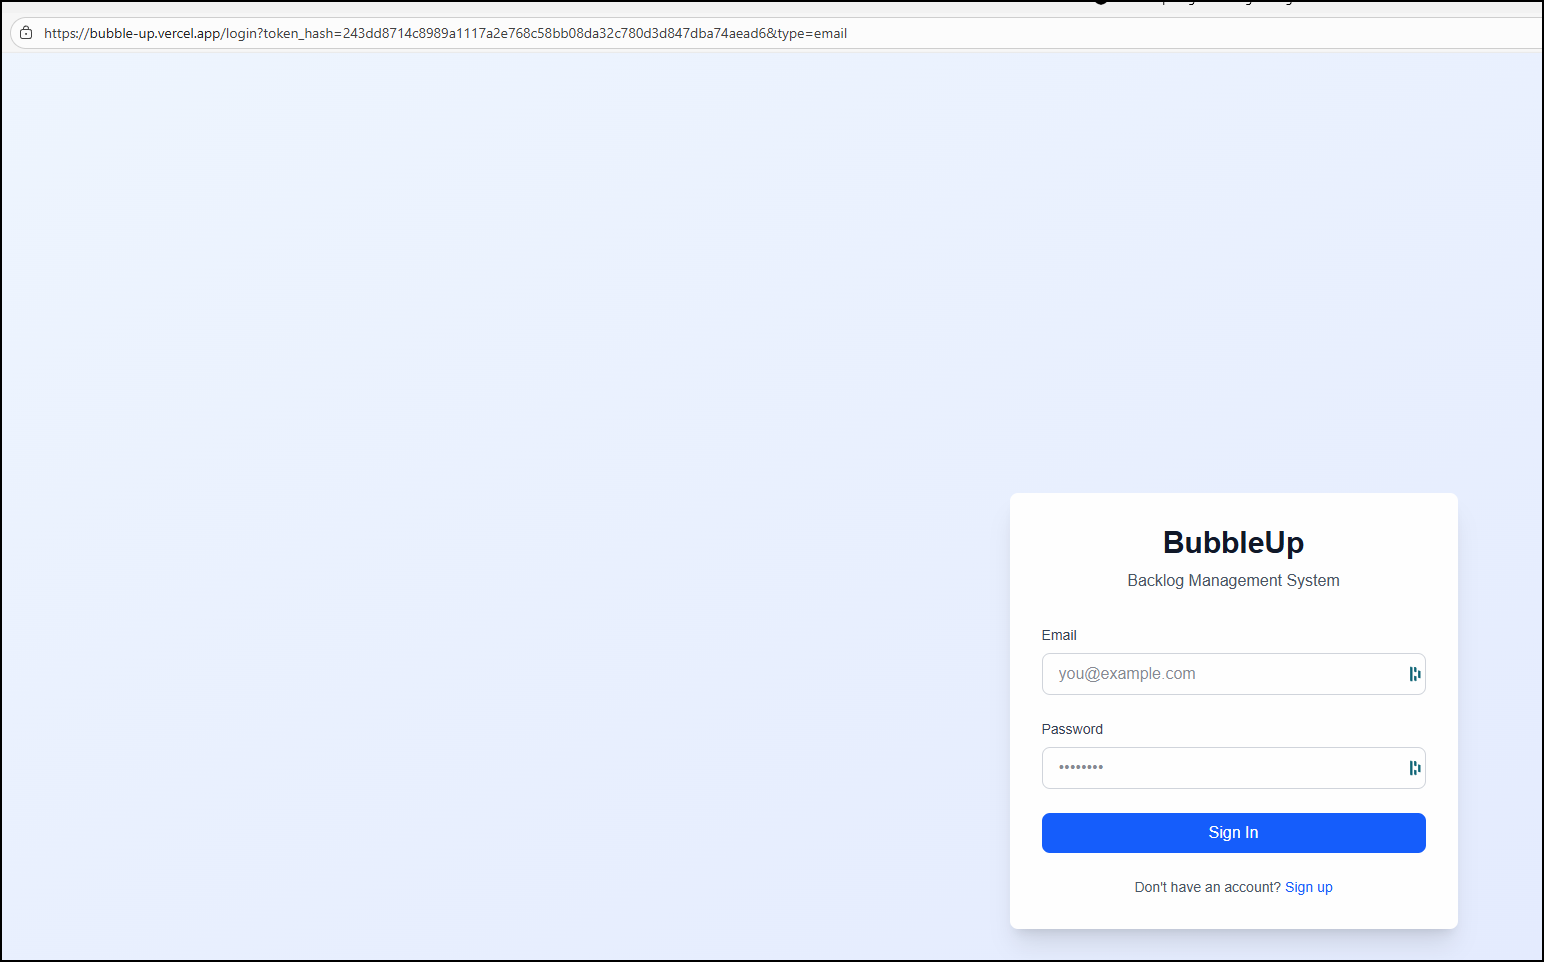 https://bubble-up.vercel.app/login?token_hash=243dd8714c8989a1117a2e768c58bb08da32c780d3d847dba74aead6&type=email
BubbleUp
Backlog Management System
Email
you@example.com
Password
••••••••
Sign In
Don't have an account? Sign up